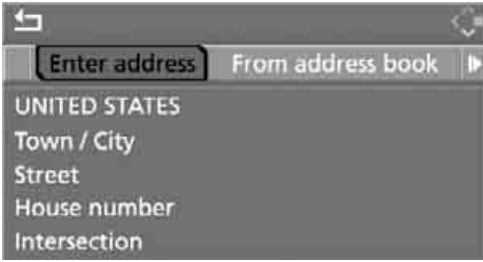 Enter address From address book
UNITED STATES
Town / City
Street
House number
Intersection